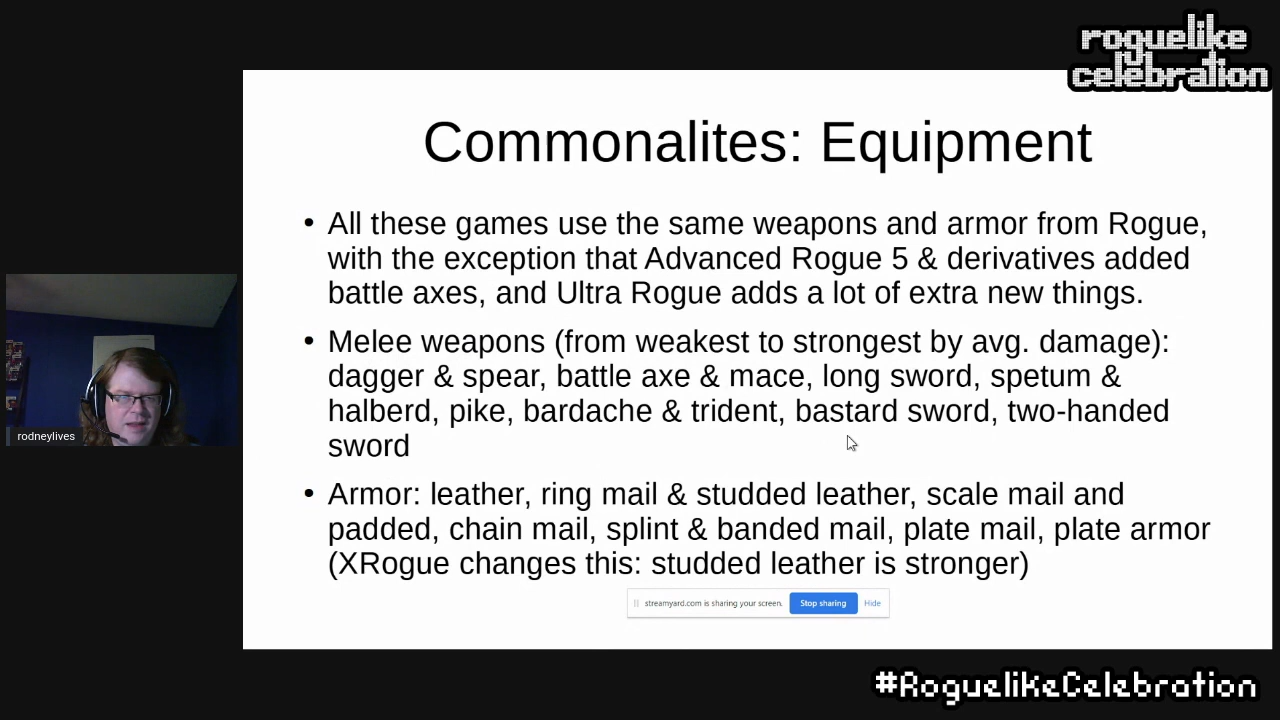 roguelike
celebration
Commonalites: Equipment
• All these games use the same weapons and armor from Rogue,
with the exception that Advanced Rogue 5 & derivatives added
battle axes, and Ultra Rogue adds a lot of extra new things.
• Melee weapons (from weakest to strongest by avg. damage):
dagger & spear, battle axe & mace, long sword, spetum &
halberd, pike, bardache & trident, bastard sword, two-handed
sword
• Armor: leather, ring mail & studded leather, scale mail and
padded, chain mail, splint & banded mail, plate mail, plate armor
(XRogue changes this: studded leather is stronger)
streamyard.com is sharing your screen. Stop sharing Hide
rodneylives
#RoguelikeCelebration